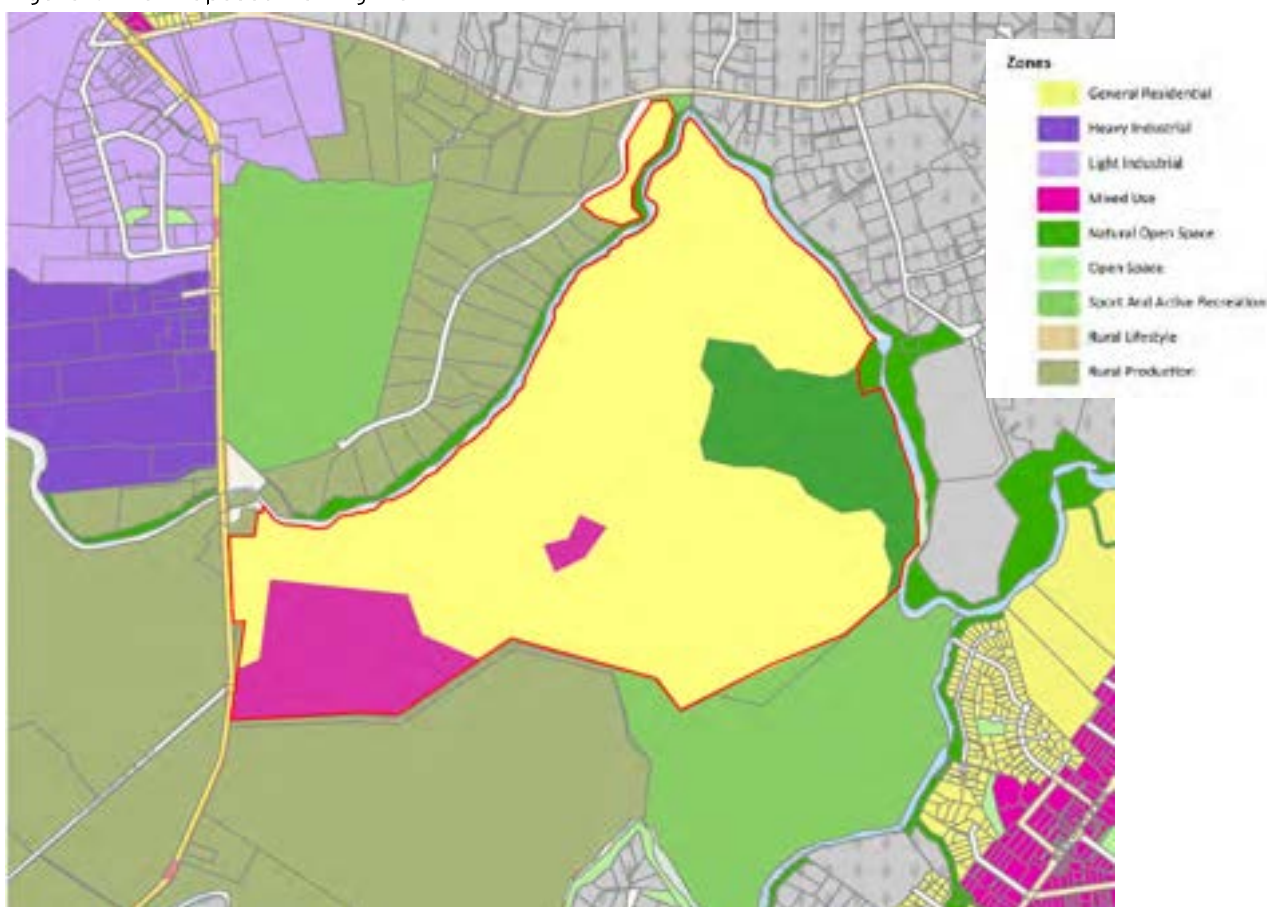 Zones
General Residential
Heavy Industrial
Light Industrial
Mixed Use
Natural Open Space
Open Space
Sport And Active Recreation
Rural Lifestyle
Rural Production